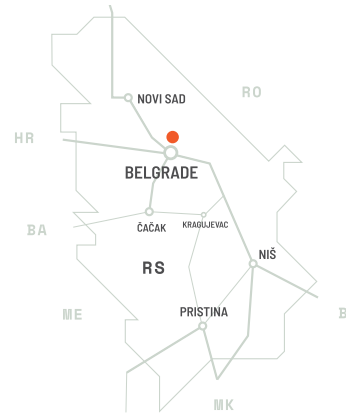 RO
NOVI SAD
HR
BELGRADE
BA
ČAČAK
KRAGUJEVAC
NIŠ
RS
PRISTINA
ME
MK